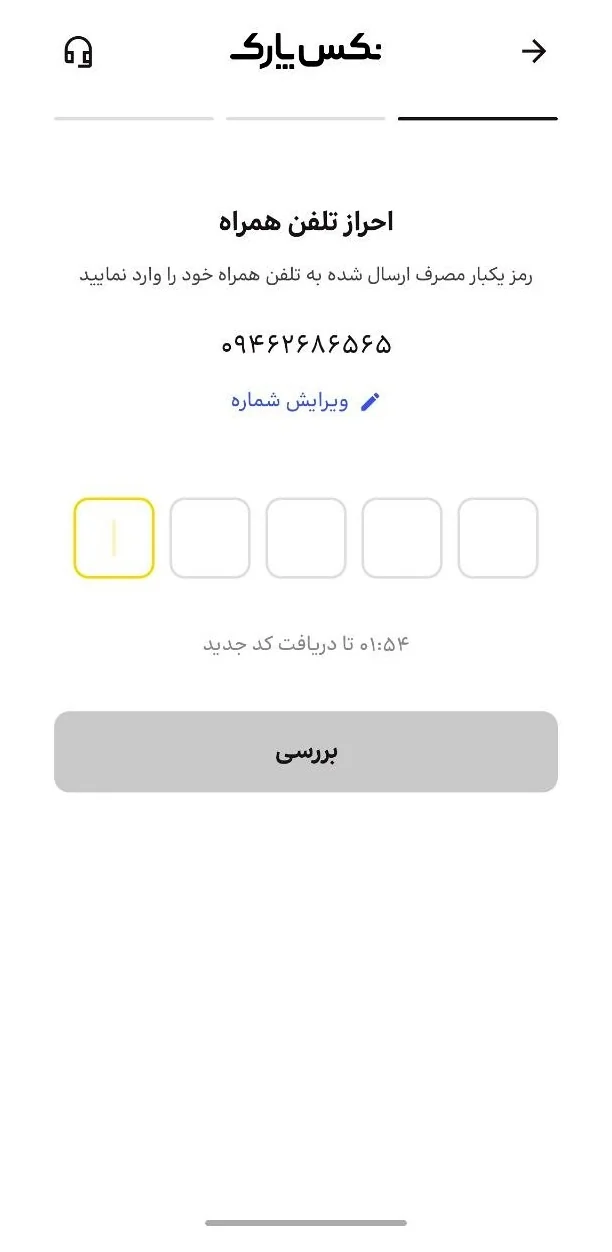 نکس پارک
احراز تلفن همراه
رمز یکبار مصرف ارسال شده به تلفن همراه خود را وارد نمایید
۰۹۴۶۲۶۸۶۵۶۵
ویرایش شماره
۰۱:۵۴ تا دریافت کد جدید
بررسی